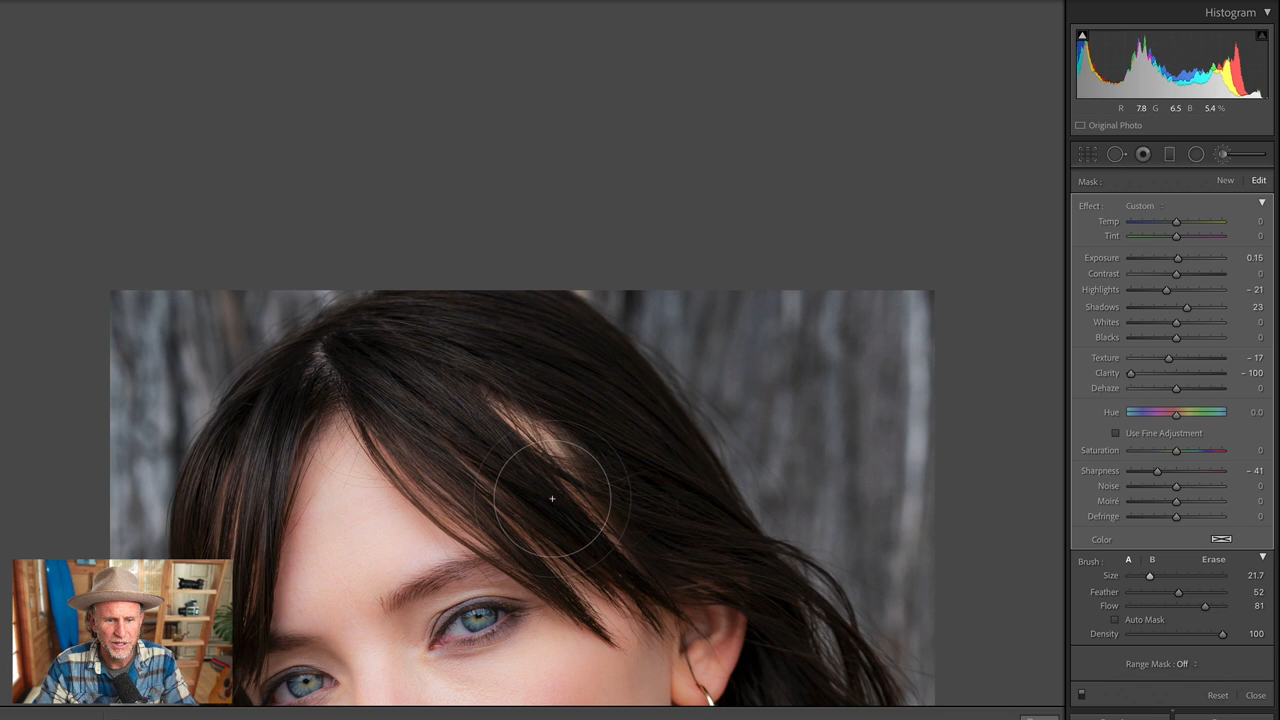 Histogram
R 7.8 G 6.5 B 5.4 %
Original Photo
Mask : New Edit
Effect : Custom
Temp 0
Tint 0
Exposure 0.15
Contrast 0
Highlights – 21
Shadows 23
Whites 0
Blacks 0
Texture – 17
Clarity – 100
Dehaze 0
Hue 0.0
Use Fine Adjustment
Saturation 0
Sharpness – 41
Noise 0
Moiré 0
Defringe 0
Color
Brush : A B Erase
Size 21.7
Feather 52
Flow 81
Auto Mask
Density 100
Range Mask : Off
Reset Close